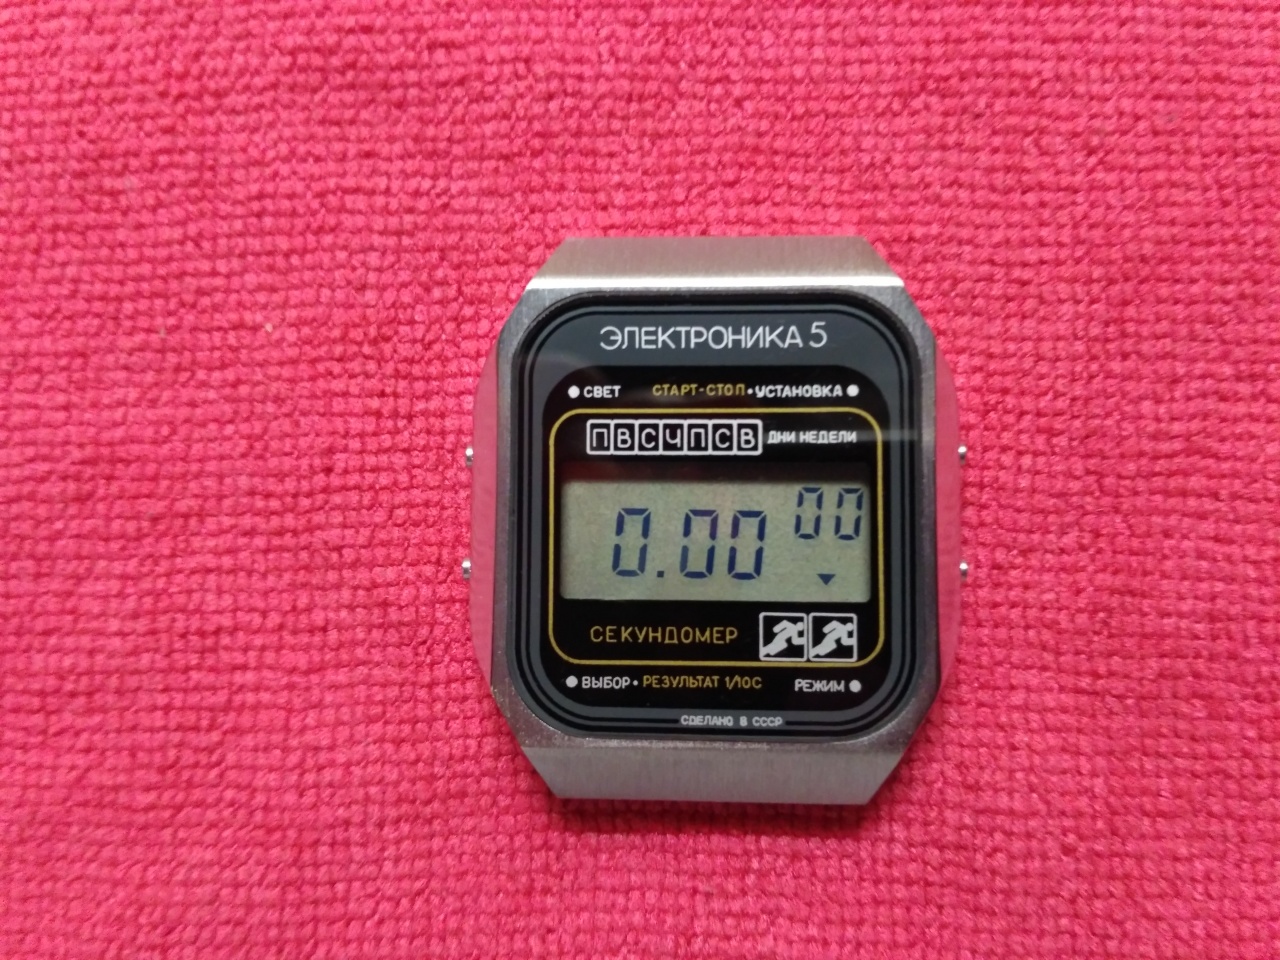 ЭЛЕКТРОНИКА 5
СВЕТ СТАРТ-СТОП•УСТАНОВКА
ПВСЧПСВ ДНИ НЕДЕЛИ
0.00 00
СЕКУНДОМЕР
ВЫБОР•РЕЗУЛЬТАТ 1/10С РЕЖИМ
СДЕЛАНО В СССР